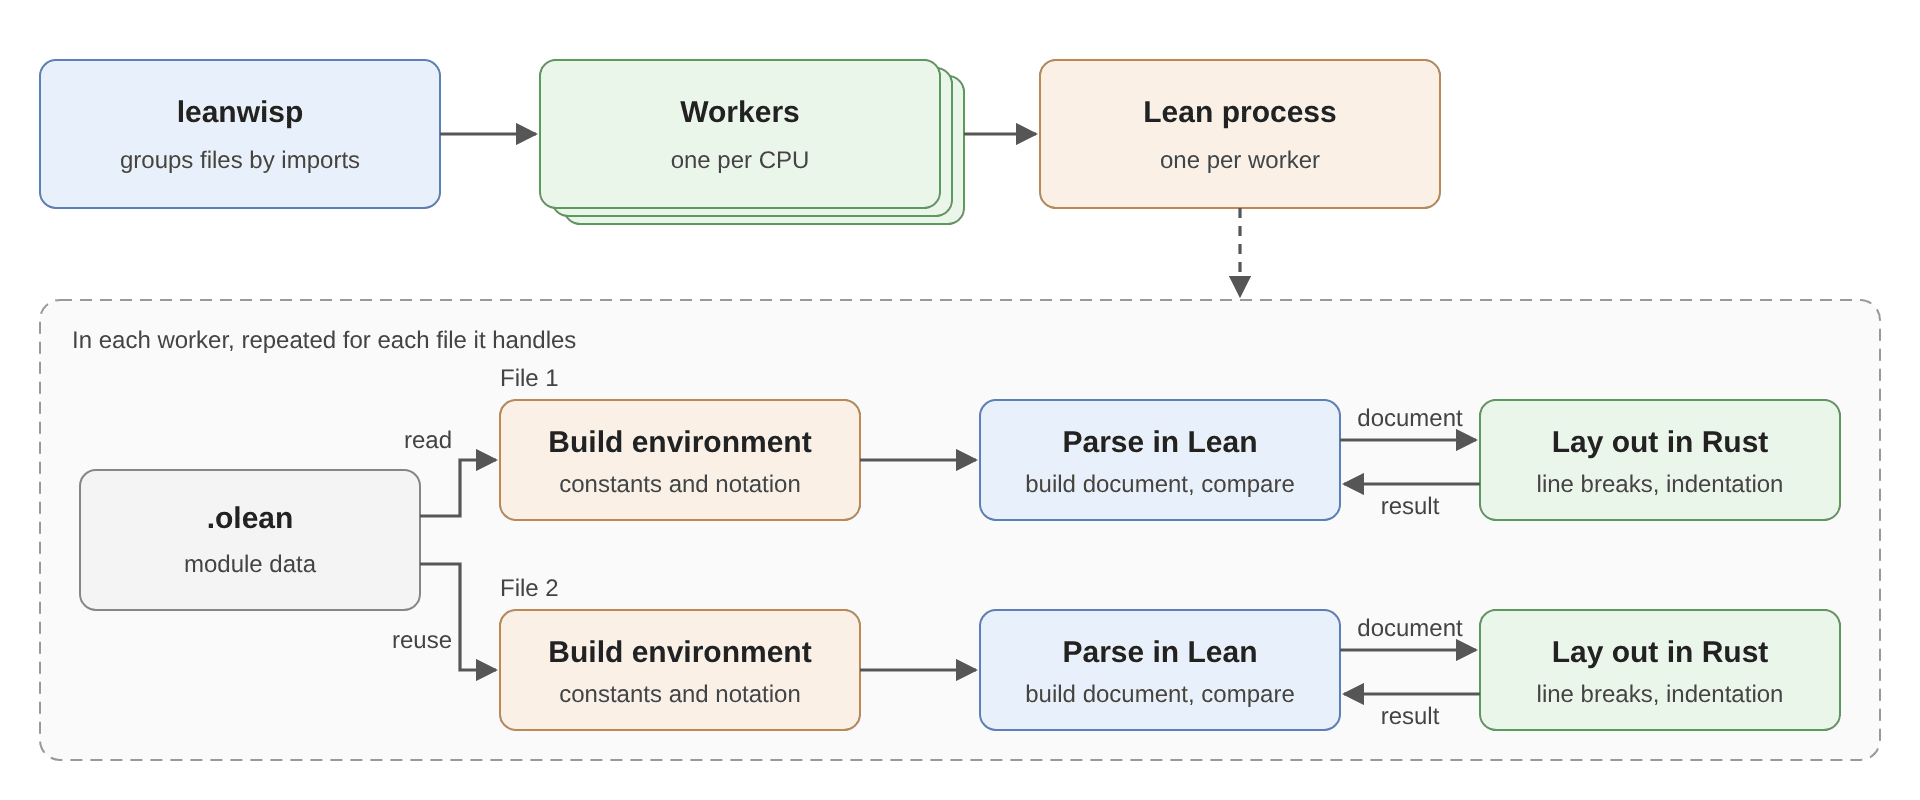 leanwisp
groups files by imports
Workers
one per CPU
Lean process
one per worker
In each worker, repeated for each file it handles
File 1
read
Build environment
constants and notation
Parse in Lean
build document, compare
document
result
Lay out in Rust
line breaks, indentation
.olean
module data
reuse
File 2
Build environment
constants and notation
Parse in Lean
build document, compare
document
result
Lay out in Rust
line breaks, indentation